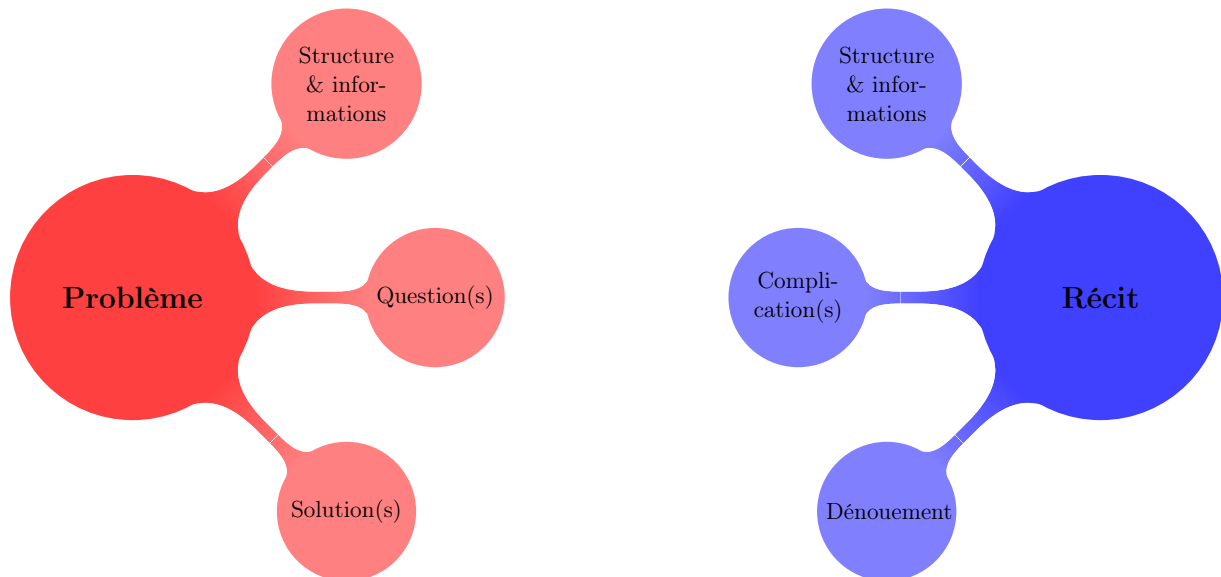 Structure
& infor-
mations
Problème
Question(s)
Solution(s)
Structure
& infor-
mations
Compli-
cation(s)
Récit
Dénouement